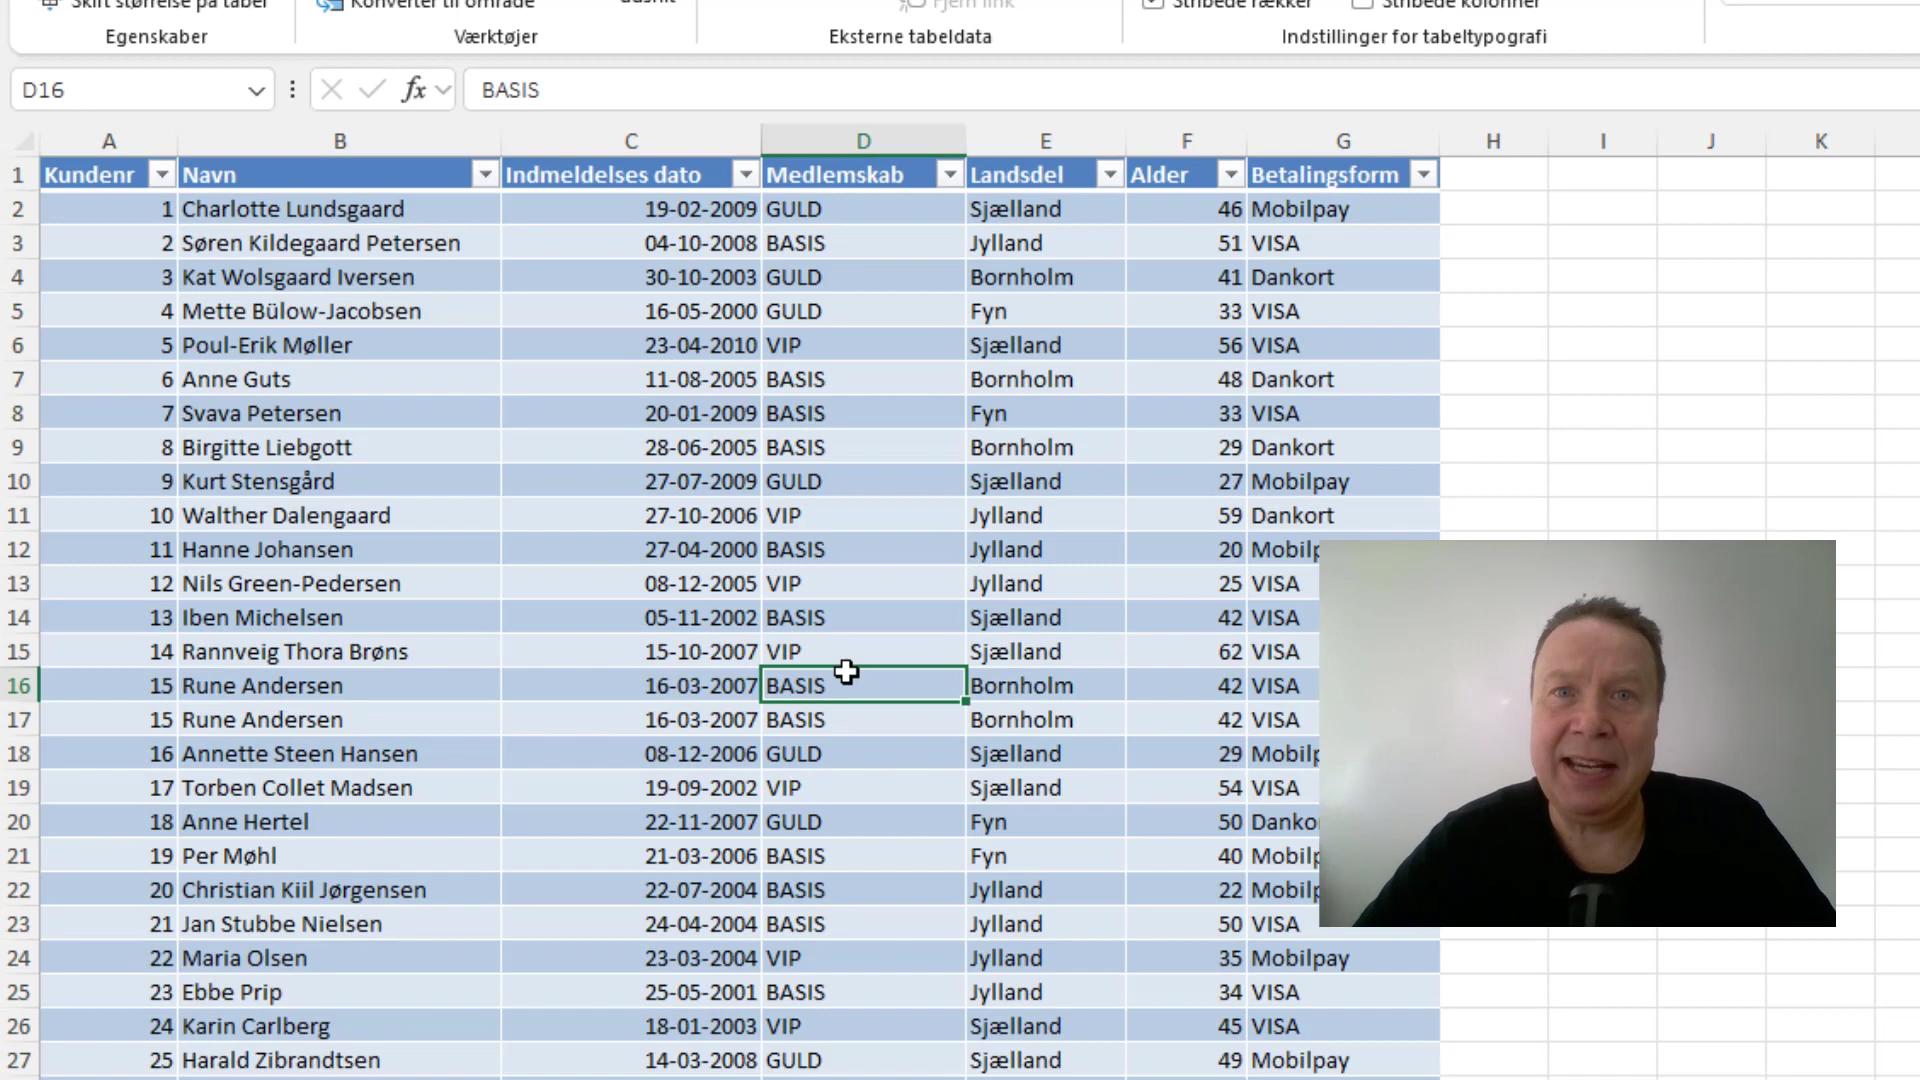 Skift størrelse på tabel
Konverter til område
Fjern link
Stribede rækker
Stribede kolonner
Egenskaber
Værktøjer
Eksterne tabeldata
Indstillinger for tabeltypografi
D16
fx
BASIS
A B C D E F G H I J K
1 Kundenr Navn Indmeldelses dato Medlemskab Landsdel Alder Betalingsform
2 1 Charlotte Lundsgaard 19-02-2009 GULD Sjælland 46 Mobilpay
3 2 Søren Kildegaard Petersen 04-10-2008 BASIS Jylland 51 VISA
4 3 Kat Wolsgaard Iversen 30-10-2003 GULD Bornholm 41 Dankort
5 4 Mette Bülow-Jacobsen 16-05-2000 GULD Fyn 33 VISA
6 5 Poul-Erik Møller 23-04-2010 VIP Sjælland 56 VISA
7 6 Anne Guts 11-08-2005 BASIS Bornholm 48 Dankort
8 7 Svava Petersen 20-01-2009 BASIS Fyn 33 VISA
9 8 Birgitte Liebgott 28-06-2005 BASIS Bornholm 29 Dankort
10 9 Kurt Stensgård 27-07-2009 GULD Sjælland 27 Mobilpay
11 10 Walther Dalengaard 27-10-2006 VIP Jylland 59 Dankort
12 11 Hanne Johansen 27-04-2000 BASIS Jylland 20 Mobilp
13 12 Nils Green-Pedersen 08-12-2005 VIP Jylland 25 VISA
14 13 Iben Michelsen 05-11-2002 BASIS Sjælland 42 VISA
15 14 Rannveig Thora Brøns 15-10-2007 VIP Sjælland 62 VISA
16 15 Rune Andersen 16-03-2007 BASIS Bornholm 42 VISA
17 15 Rune Andersen 16-03-2007 BASIS Bornholm 42 VISA
18 16 Annette Steen Hansen 08-12-2006 GULD Sjælland 29 Mobilp
19 17 Torben Collet Madsen 19-09-2002 VIP Sjælland 54 VISA
20 18 Anne Hertel 22-11-2007 GULD Fyn 50 Danko
21 19 Per Møhl 21-03-2006 BASIS Fyn 40 Mobilp
22 20 Christian Kiil Jørgensen 22-07-2004 BASIS Jylland 22 Mobilp
23 21 Jan Stubbe Nielsen 24-04-2004 BASIS Jylland 50 VISA
24 22 Maria Olsen 23-03-2004 VIP Jylland 35 Mobilpay
25 23 Ebbe Prip 25-05-2001 BASIS Jylland 34 VISA
26 24 Karin Carlberg 18-01-2003 VIP Sjælland 45 VISA
27 25 Harald Zibrandtsen 14-03-2008 GULD Sjælland 49 Mobilpay